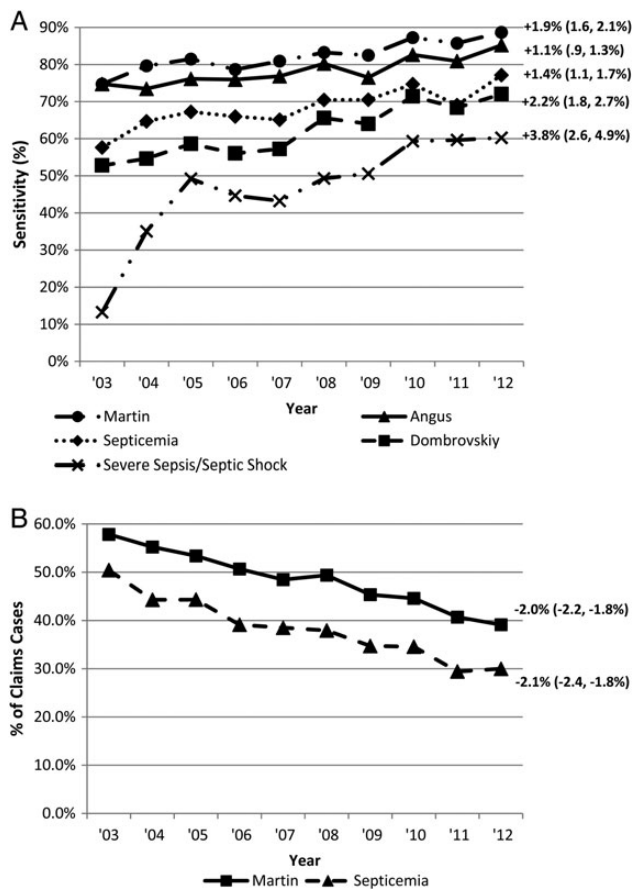 A
90%
80%
70%
60%
50%
40%
30%
20%
10%
0%
Sensitivity (%)
+1.9% (1.6, 2.1%)
+1.1% (.9, 1.3%)
+1.4% (1.1, 1.7%)
+2.2% (1.8, 2.7%)
+3.8% (2.6, 4.9%)
'03 '04 '05 '06 '07 '08 '09 '10 '11 '12
Year
Martin Angus
Septicemia Dombrovskiy
Severe Sepsis/Septic Shock
B
60.0%
50.0%
40.0%
30.0%
20.0%
10.0%
0.0%
% of Claims Cases
-2.0% (-2.2, -1.8%)
-2.1% (-2.4, -1.8%)
'03 '04 '05 '06 '07 '08 '09 '10 '11 '12
Year
Martin Septicemia